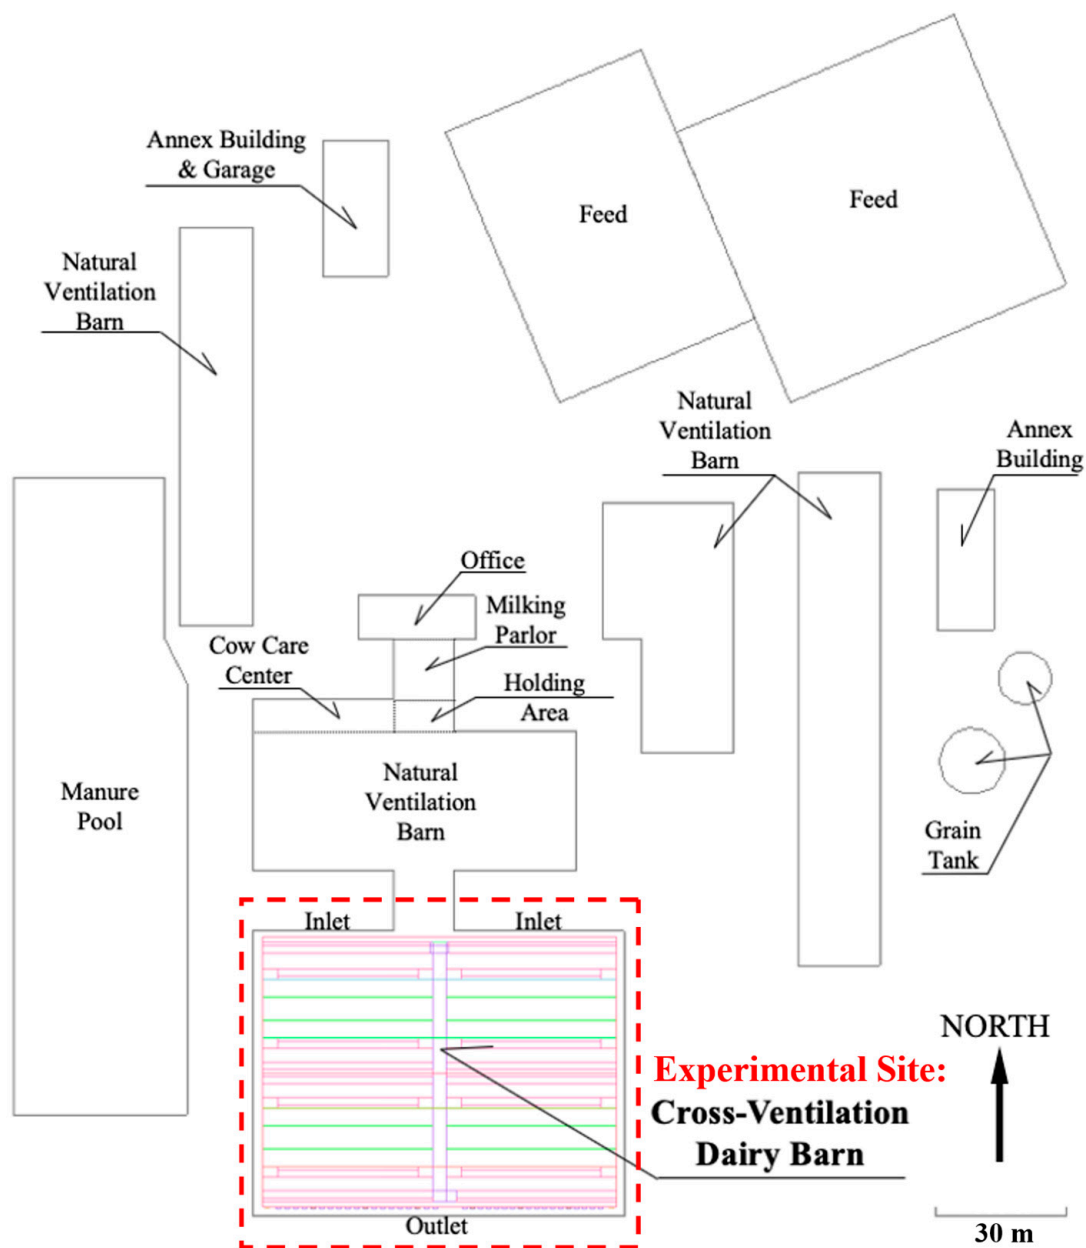 Annex Building
& Garage
Feed
Feed
Natural
Ventilation
Barn
Natural
Ventilation
Barn
Annex
Building
Office
Milking
Parlor
Cow Care
Center
Holding
Area
Natural
Ventilation
Barn
Manure
Pool
Grain
Tank
Inlet
Inlet
NORTH
Experimental Site:
Cross-Ventilation
Dairy Barn
Outlet
30 m